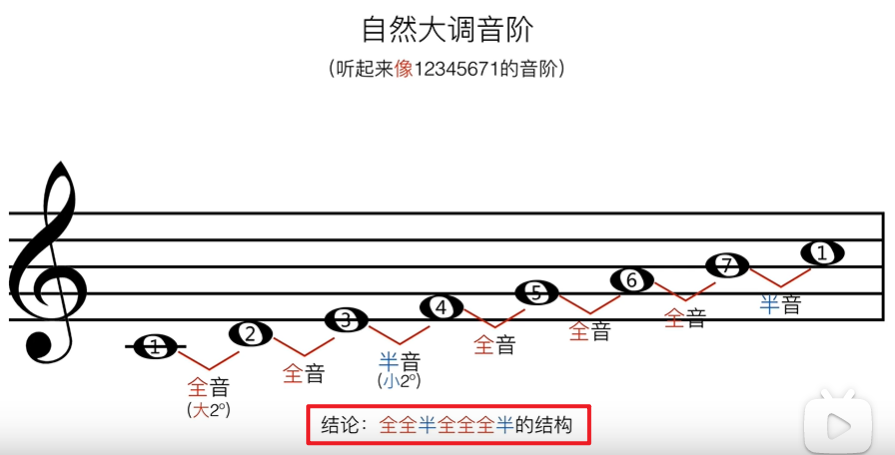 自然大调音阶
（听起来像12345671的音阶）
1 2 3 4 5 6 7 1
全音 全音 半音 全音 全音 全音 半音
(大2º) (小2º)
结论：全全半全全全半的结构